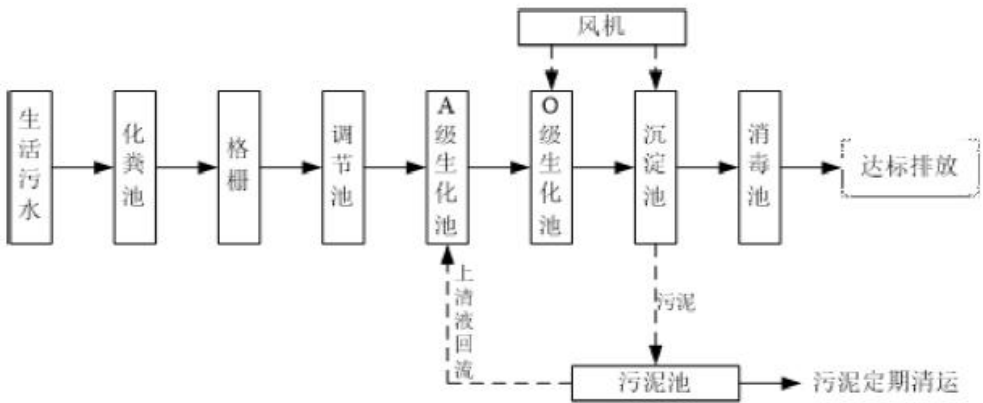 风机
生活污水
化粪池
格栅
调节池
A级生化池
O级生化池
沉淀池
消毒池
达标排放
上清液回流
污泥
污泥池
污泥定期清运